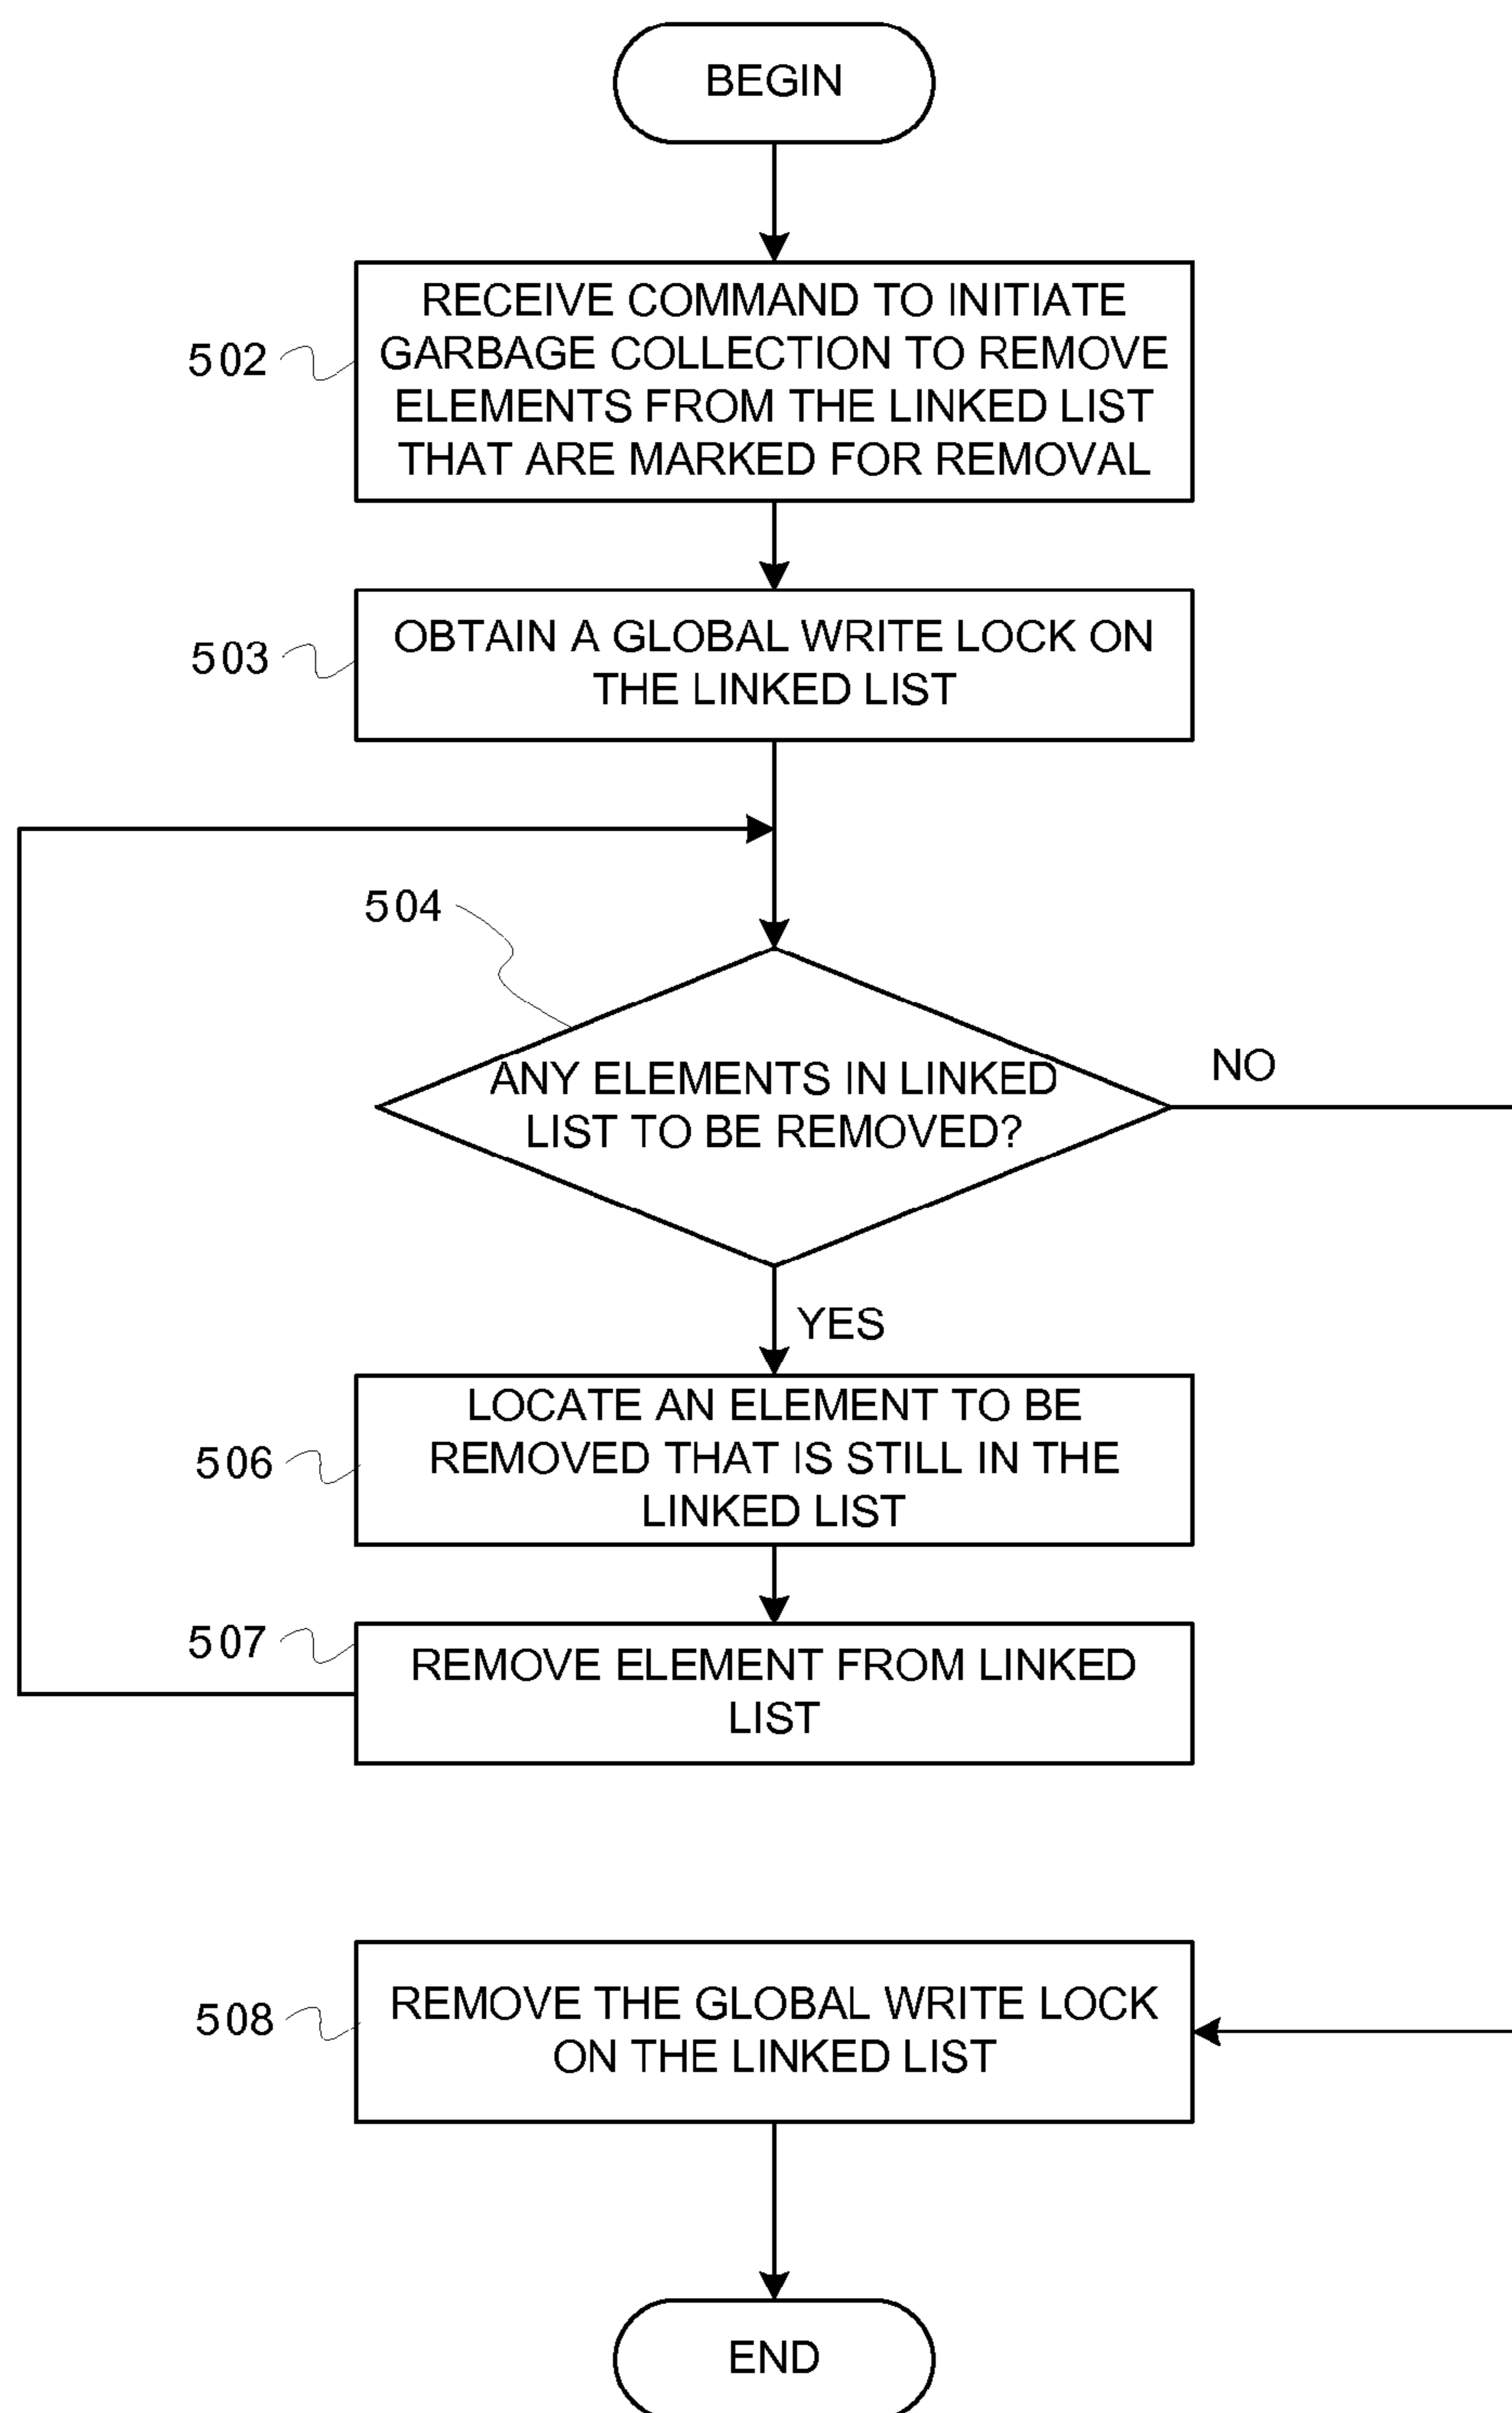 BEGIN
RECEIVE COMMAND TO INITIATE
GARBAGE COLLECTION TO REMOVE
ELEMENTS FROM THE LINKED LIST
THAT ARE MARKED FOR REMOVAL
502
OBTAIN A GLOBAL WRITE LOCK ON
THE LINKED LIST
503
504
ANY ELEMENTS IN LINKED
LIST TO BE REMOVED?
NO
YES
LOCATE AN ELEMENT TO BE
REMOVED THAT IS STILL IN THE
LINKED LIST
506
507
REMOVE ELEMENT FROM LINKED
LIST
REMOVE THE GLOBAL WRITE LOCK
ON THE LINKED LIST
508
END